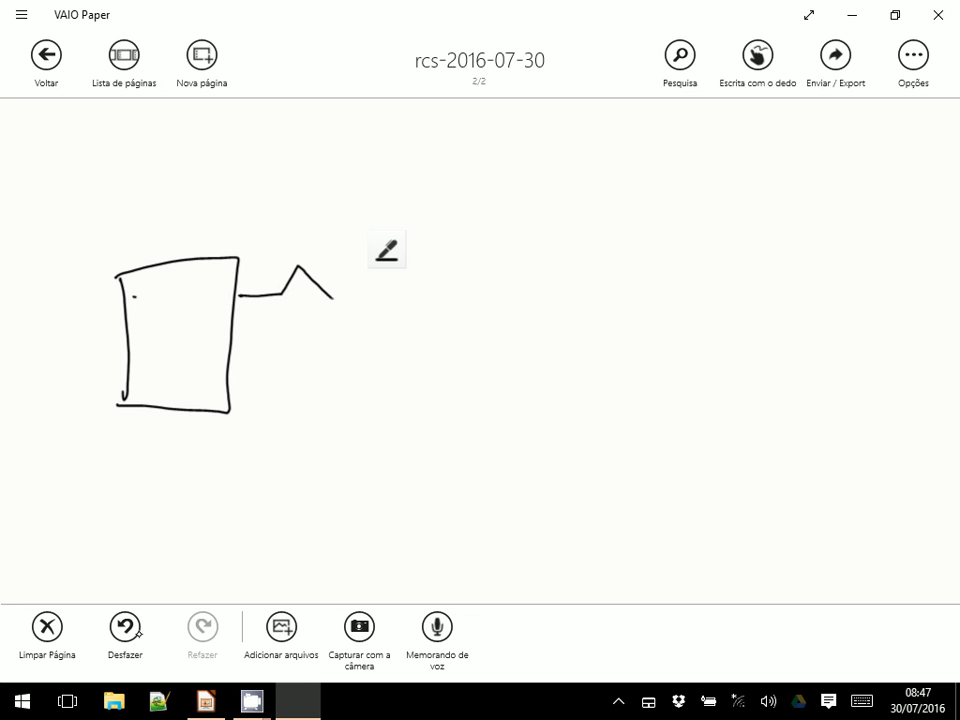 VAIO Paper
Voltar
Lista de páginas
Nova página
rcs-2016-07-30
2/2
Pesquisa
Escrita com o dedo
Enviar / Export
Opções
Limpar Página
Desfazer
Refazer
Adicionar arquivos
Capturar com a
câmera
Memorando de
voz
08:47
30/07/2016